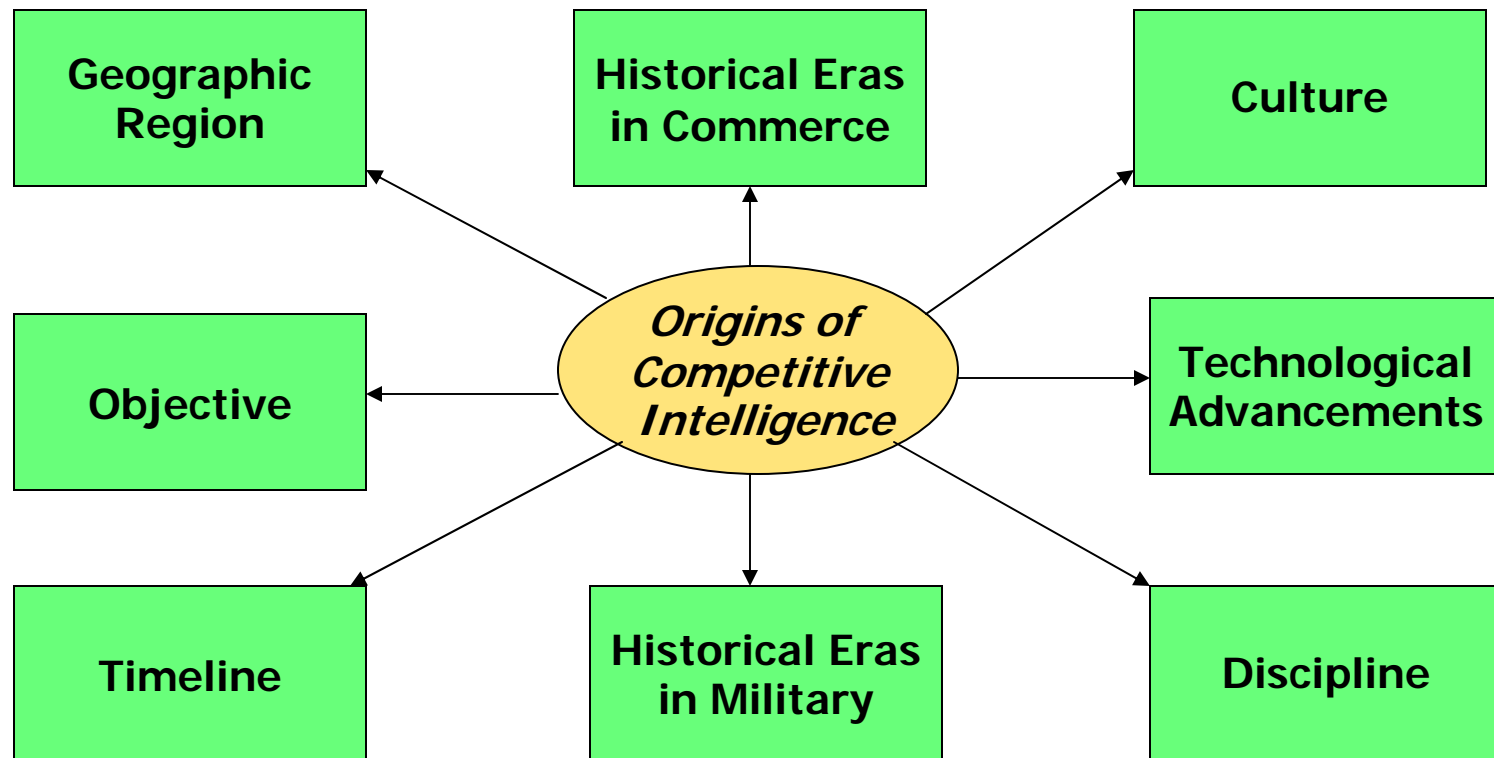 Geographic
Region
Historical Eras
in Commerce
Culture
Origins of
Competitive
Intelligence
Objective
Technological
Advancements
Timeline
Historical Eras
in Military
Discipline